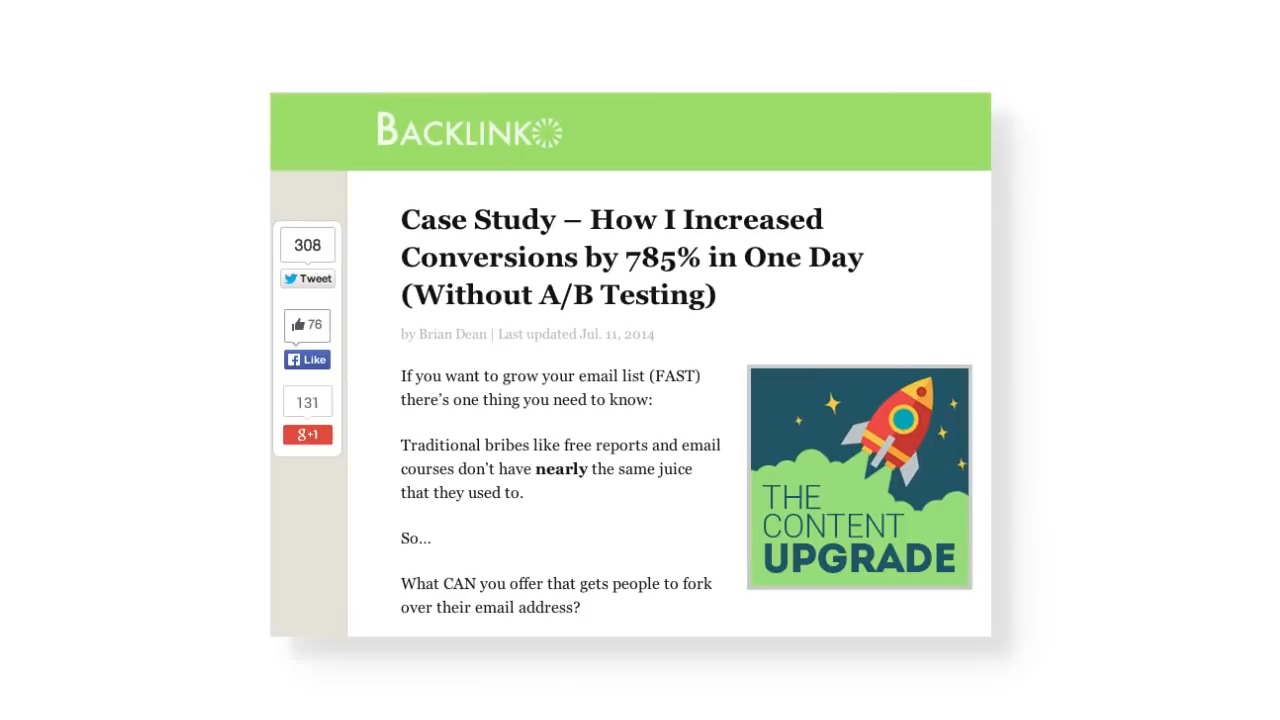 BACKLINKO
Case Study – How I Increased
Conversions by 785% in One Day
(Without A/B Testing)
by Brian Dean | Last updated Jul. 11, 2014
308
Tweet
76
Like
131
g+1
If you want to grow your email list (FAST)
there's one thing you need to know:
Traditional bribes like free reports and email
courses don't have nearly the same juice
that they used to.
So...
What CAN you offer that gets people to fork
over their email address?
THE
CONTENT
UPGRADE